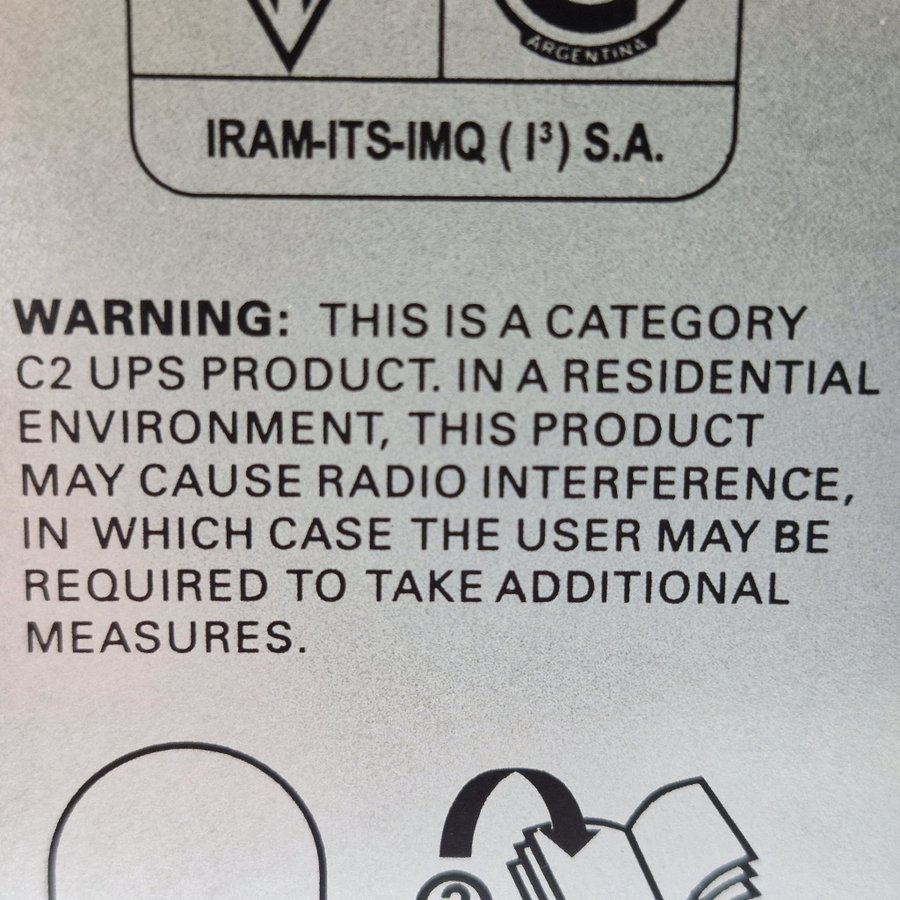 ARGENTINA
IRAM-ITS-IMQ ( I³) S.A.
WARNING: THIS IS A CATEGORY
C2 UPS PRODUCT. IN A RESIDENTIAL
ENVIRONMENT, THIS PRODUCT
MAY CAUSE RADIO INTERFERENCE,
IN WHICH CASE THE USER MAY BE
REQUIRED TO TAKE ADDITIONAL
MEASURES.